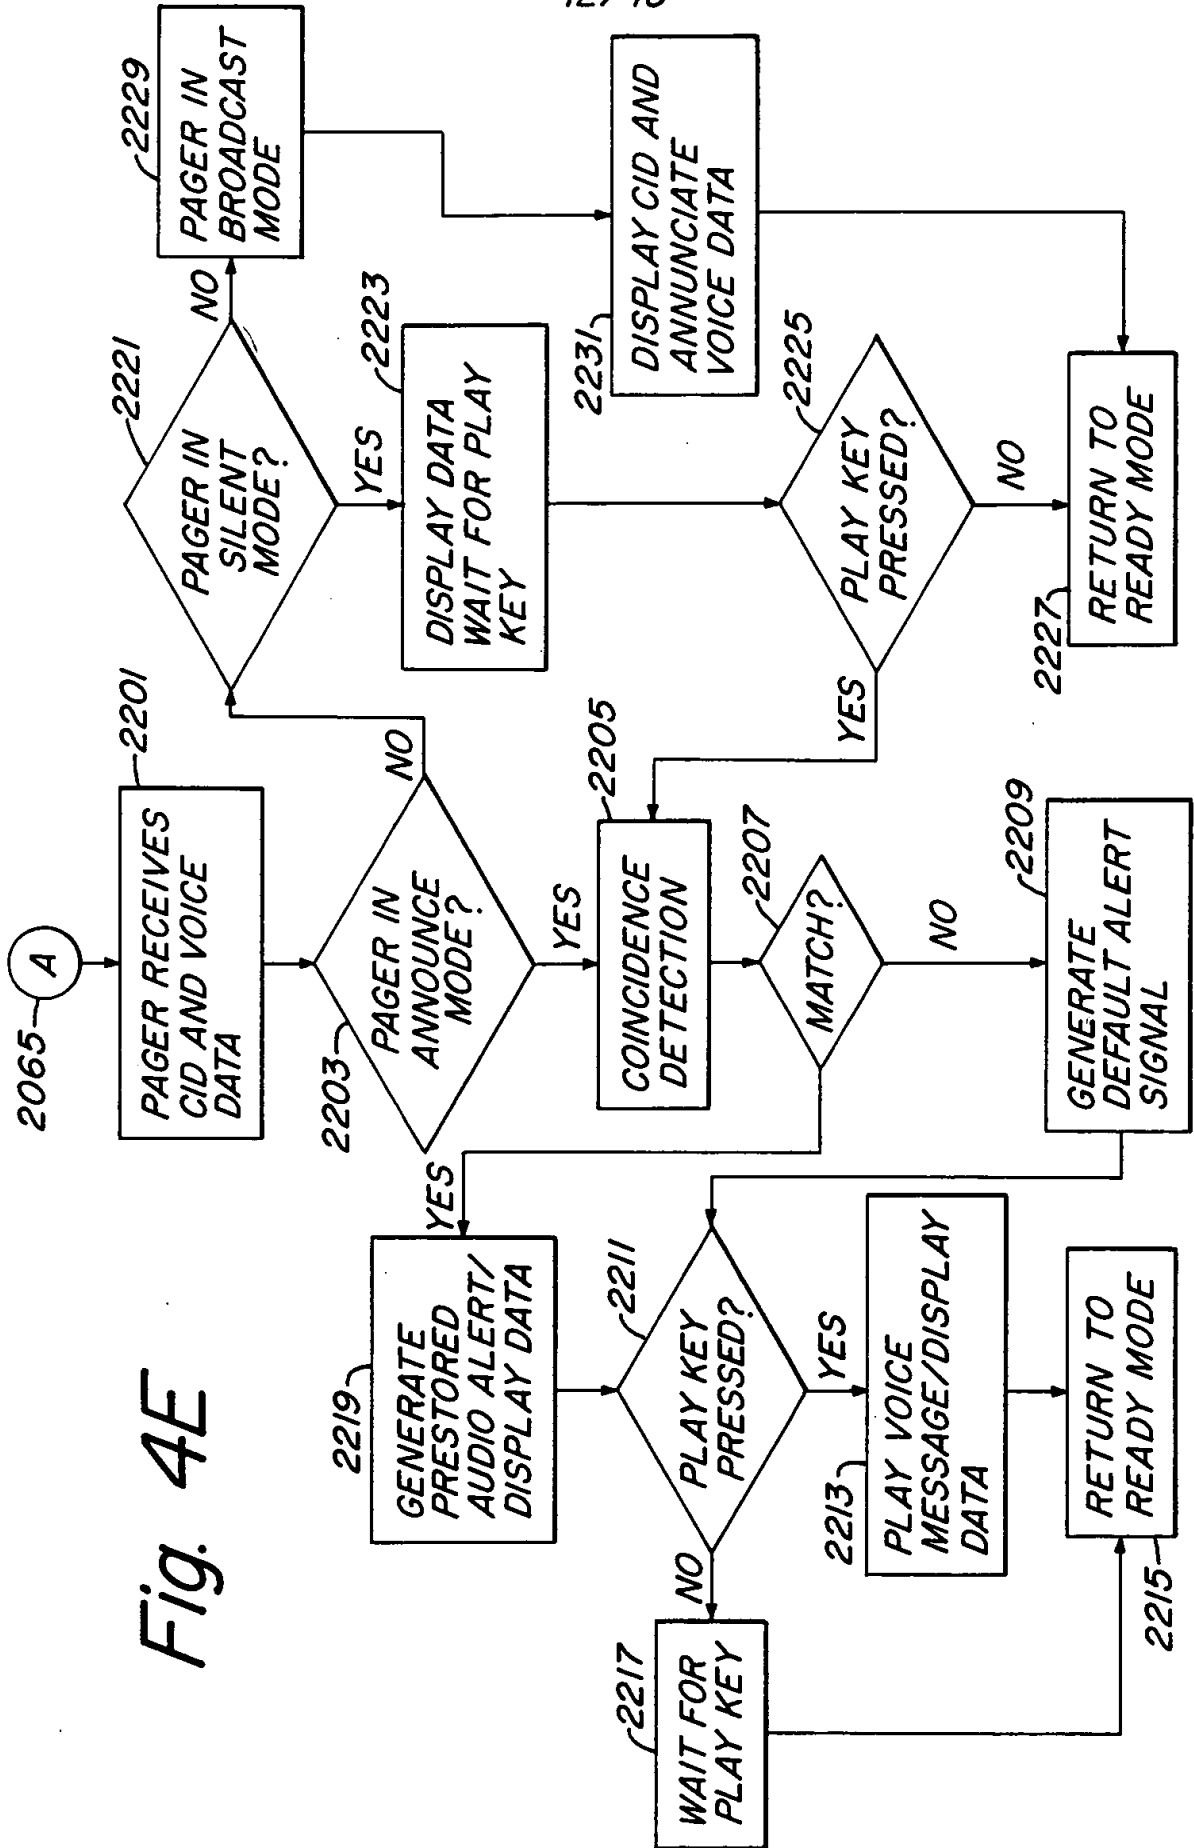 Fig. 4E
A
2065
2201
PAGER RECEIVES
CID AND VOICE
DATA
2203
PAGER IN
ANNOUNCE
MODE?
NO
YES
2221
PAGER IN
SILENT
MODE?
NO
YES
2229
PAGER IN
BROADCAST
MODE
2223
DISPLAY DATA
WAIT FOR PLAY
KEY
2231
DISPLAY CID AND
ANNUNCIATE
VOICE DATA
2205
COINCIDENCE
DETECTION
2225
PLAY KEY
PRESSED?
YES
NO
2227
RETURN TO
READY MODE
2207
MATCH?
YES
NO
2219
GENERATE
PRESTORED
AUDIO ALERT/
DISPLAY DATA
2209
GENERATE
DEFAULT ALERT
SIGNAL
2211
PLAY KEY
PRESSED?
NO
YES
2217
WAIT FOR
PLAY KEY
2213
PLAY VOICE
MESSAGE/DISPLAY
DATA
2215
RETURN TO
READY MODE